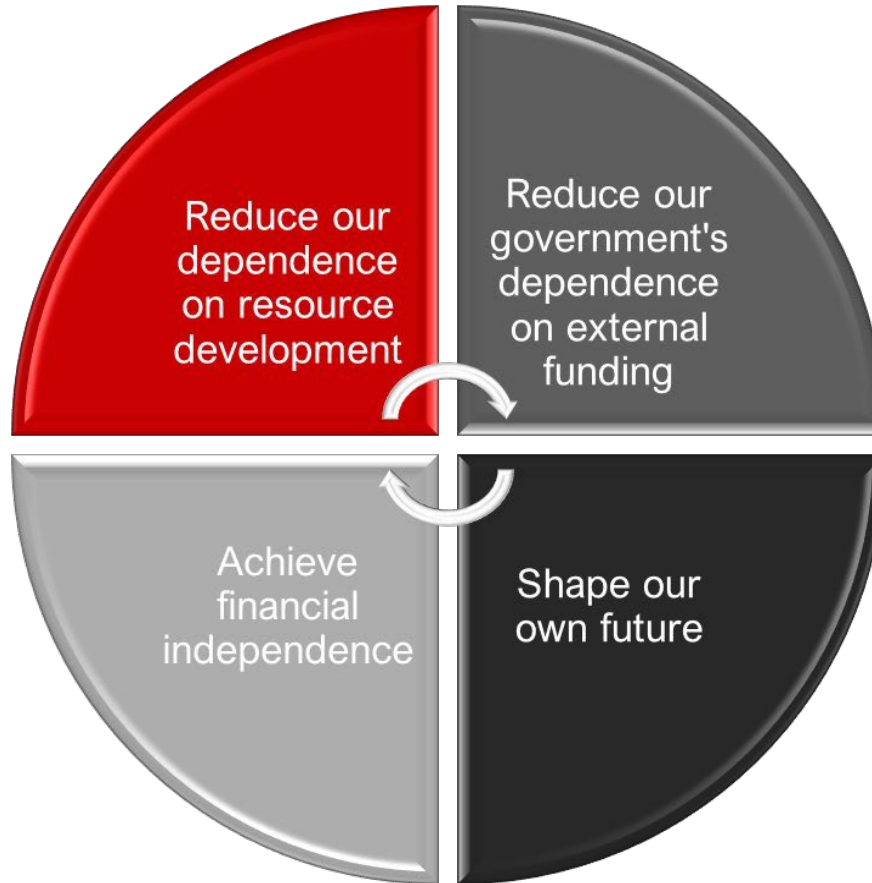 Reduce our
dependence
on resource
development
Reduce our
government's
dependence
on external
funding
Achieve
financial
independence
Shape our
own future